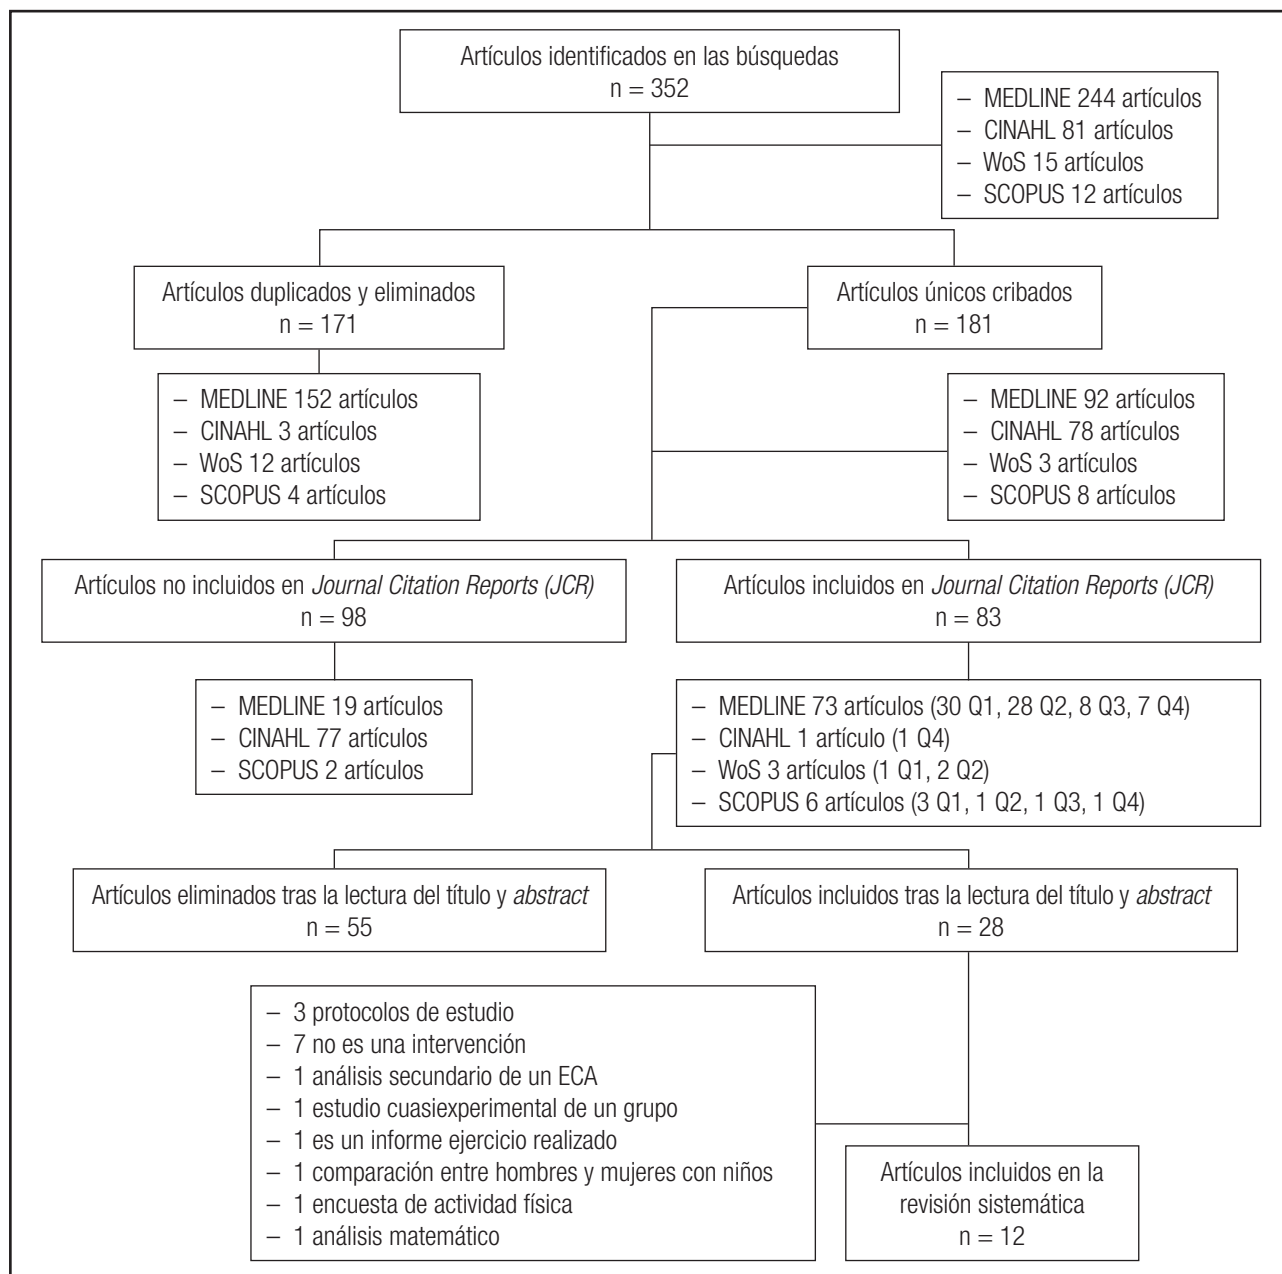 Artículos identificados en las búsquedas
n = 352
– MEDLINE 244 artículos
– CINAHL 81 artículos
– WoS 15 artículos
– SCOPUS 12 artículos
Artículos duplicados y eliminados
n = 171
Artículos únicos cribados
n = 181
– MEDLINE 152 artículos
– CINAHL 3 artículos
– WoS 12 artículos
– SCOPUS 4 artículos
– MEDLINE 92 artículos
– CINAHL 78 artículos
– WoS 3 artículos
– SCOPUS 8 artículos
Artículos no incluidos en Journal Citation Reports (JCR)
n = 98
Artículos incluidos en Journal Citation Reports (JCR)
n = 83
– MEDLINE 19 artículos
– CINAHL 77 artículos
– SCOPUS 2 artículos
– MEDLINE 73 artículos (30 Q1, 28 Q2, 8 Q3, 7 Q4)
– CINAHL 1 artículo (1 Q4)
– WoS 3 artículos (1 Q1, 2 Q2)
– SCOPUS 6 artículos (3 Q1, 1 Q2, 1 Q3, 1 Q4)
Artículos eliminados tras la lectura del título y abstract
n = 55
Artículos incluidos tras la lectura del título y abstract
n = 28
– 3 protocolos de estudio
– 7 no es una intervención
– 1 análisis secundario de un ECA
– 1 estudio cuasiexperimental de un grupo
– 1 es un informe ejercicio realizado
– 1 comparación entre hombres y mujeres con niños
– 1 encuesta de actividad física
– 1 análisis matemático
Artículos incluidos en la
revisión sistemática
n = 12